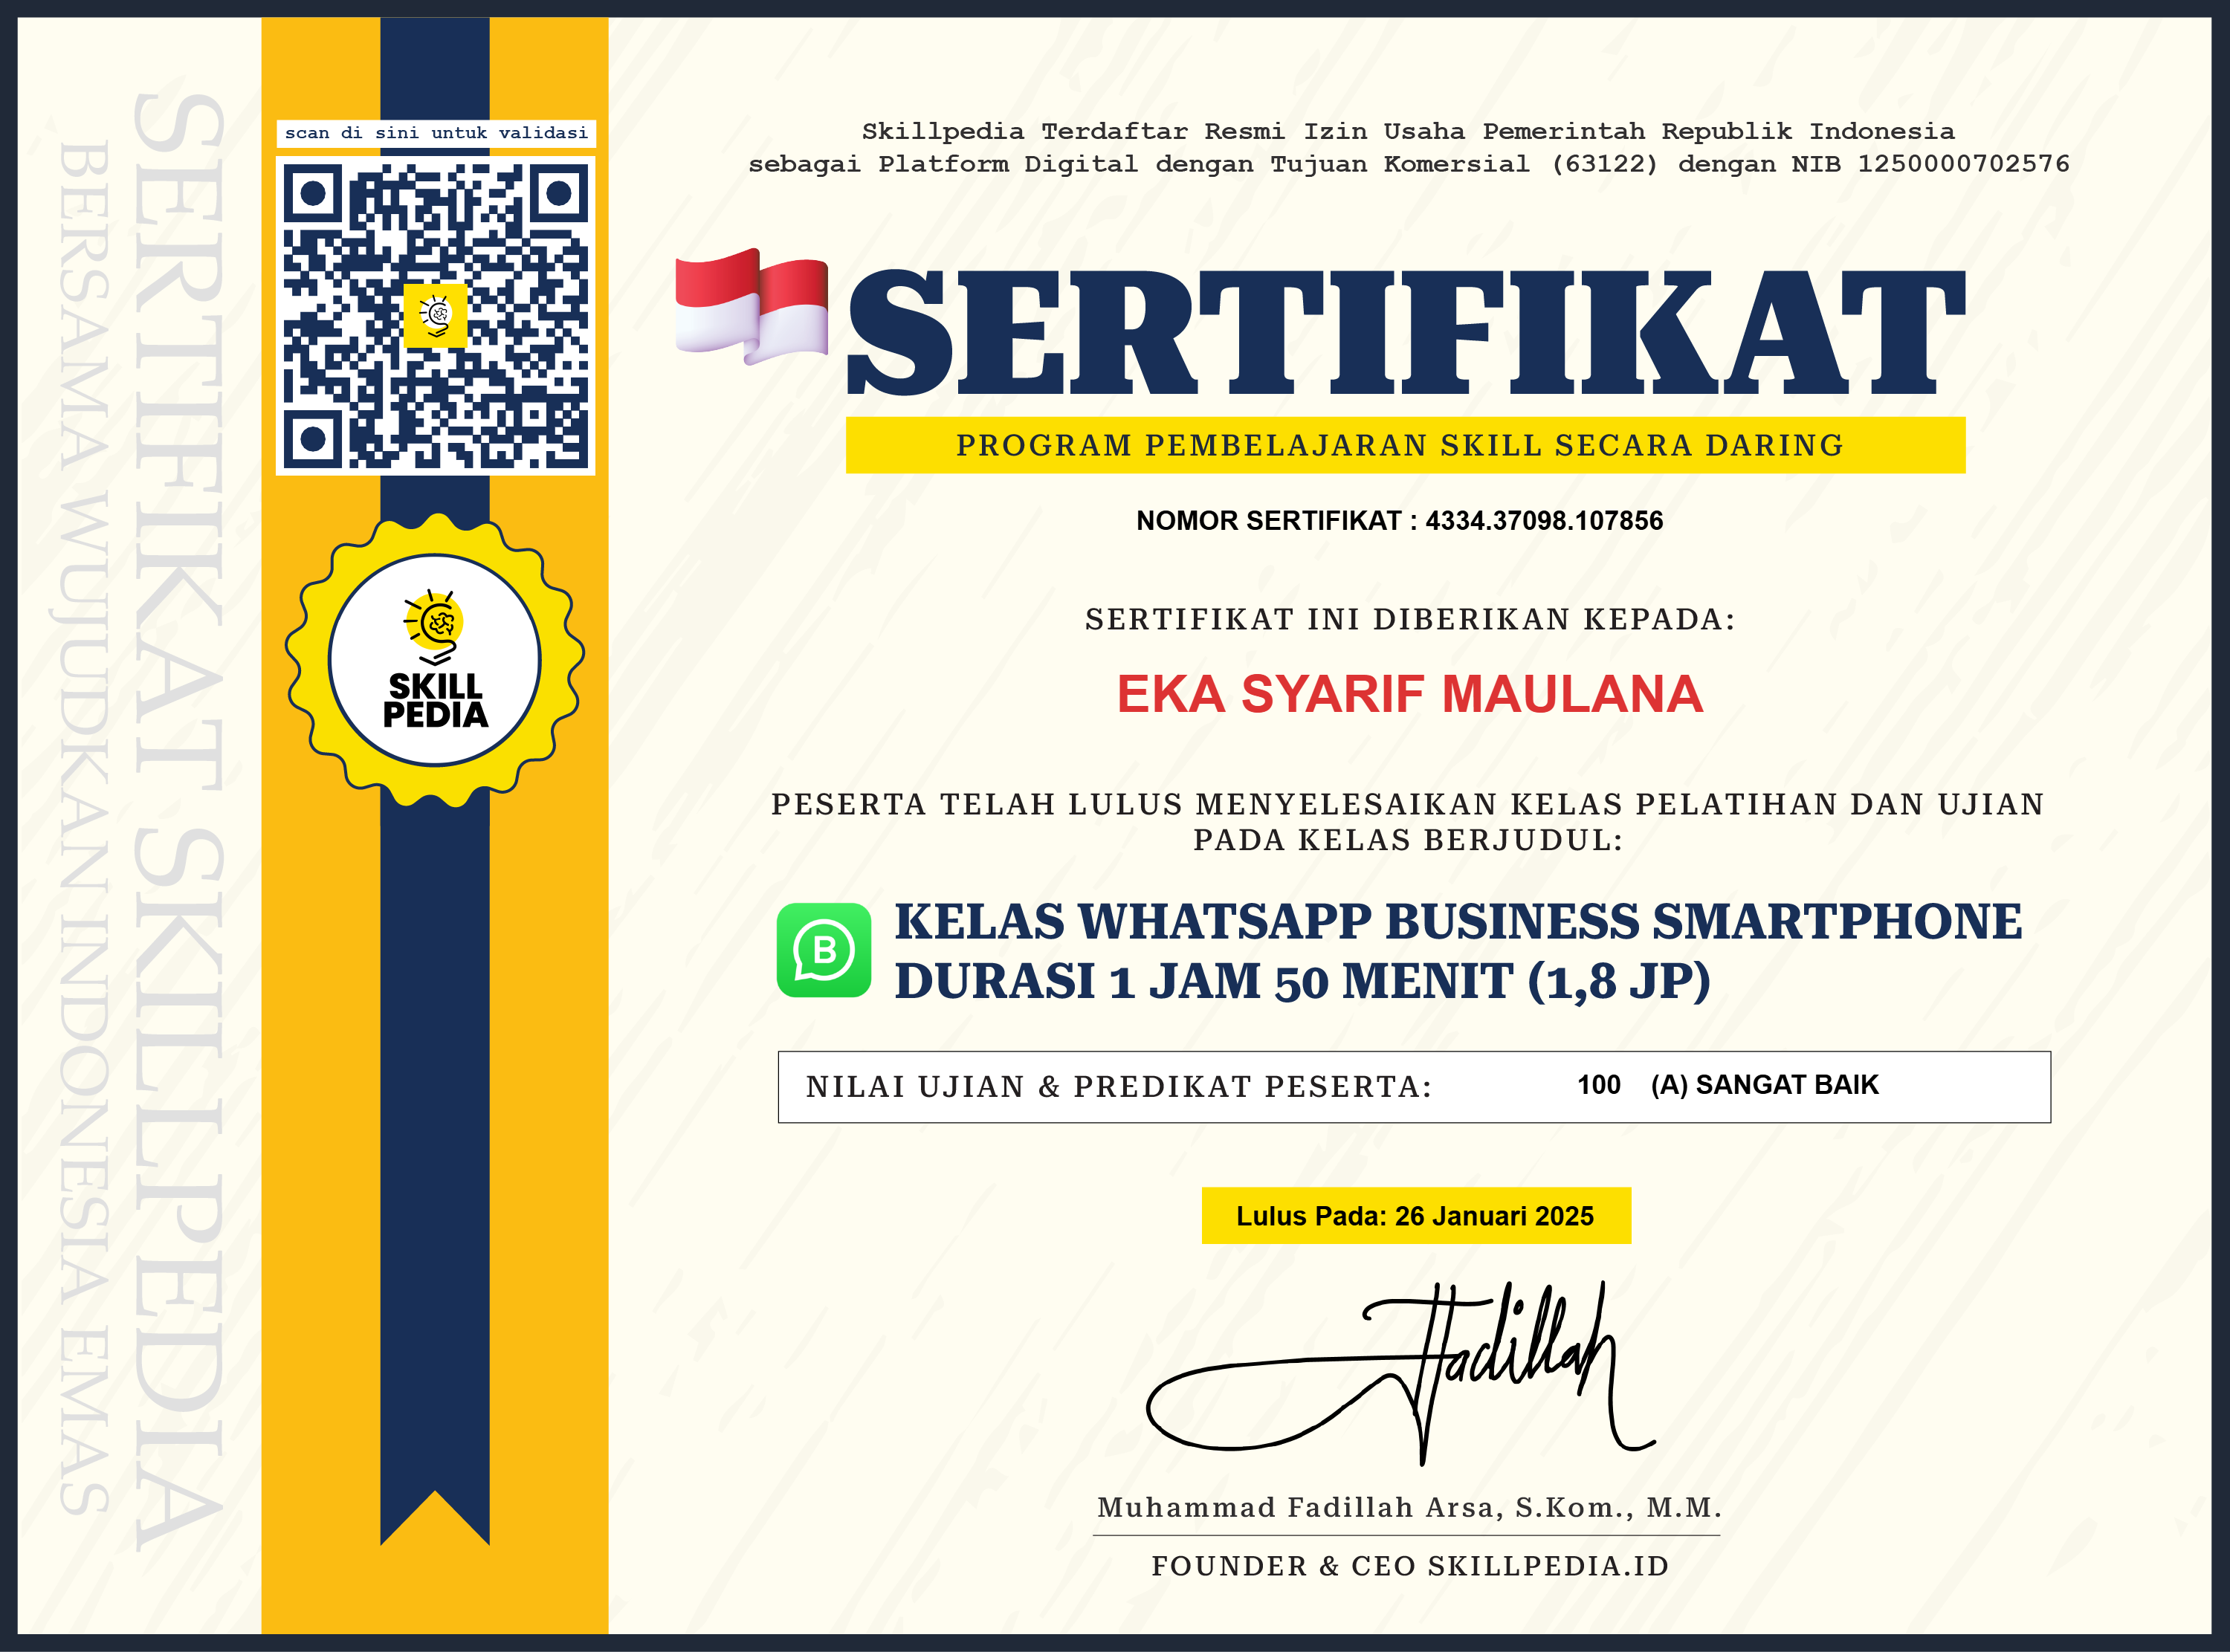 SERTIFIKAT SKILLPEDIA
BERSAMA WUJUDKAN INDONESIA EMAS
scan di sini untuk validasi
SKILL
PEDIA
Skillpedia Terdaftar Resmi Izin Usaha Pemerintah Republik Indonesia
sebagai Platform Digital dengan Tujuan Komersial (63122) dengan NIB 1250000702576
SERTIFIKAT
PROGRAM PEMBELAJARAN SKILL SECARA DARING
NOMOR SERTIFIKAT : 4334.37098.107856
SERTIFIKAT INI DIBERIKAN KEPADA:
EKA SYARIF MAULANA
PESERTA TELAH LULUS MENYELESAIKAN KELAS PELATIHAN DAN UJIAN
PADA KELAS BERJUDUL:
B
KELAS WHATSAPP BUSINESS SMARTPHONE
DURASI 1 JAM 50 MENIT (1,8 JP)
NILAI UJIAN & PREDIKAT PESERTA: 100 (A) SANGAT BAIK
Lulus Pada: 26 Januari 2025
Fadillah
Muhammad Fadillah Arsa, S.Kom., M.M.
FOUNDER & CEO SKILLPEDIA.ID